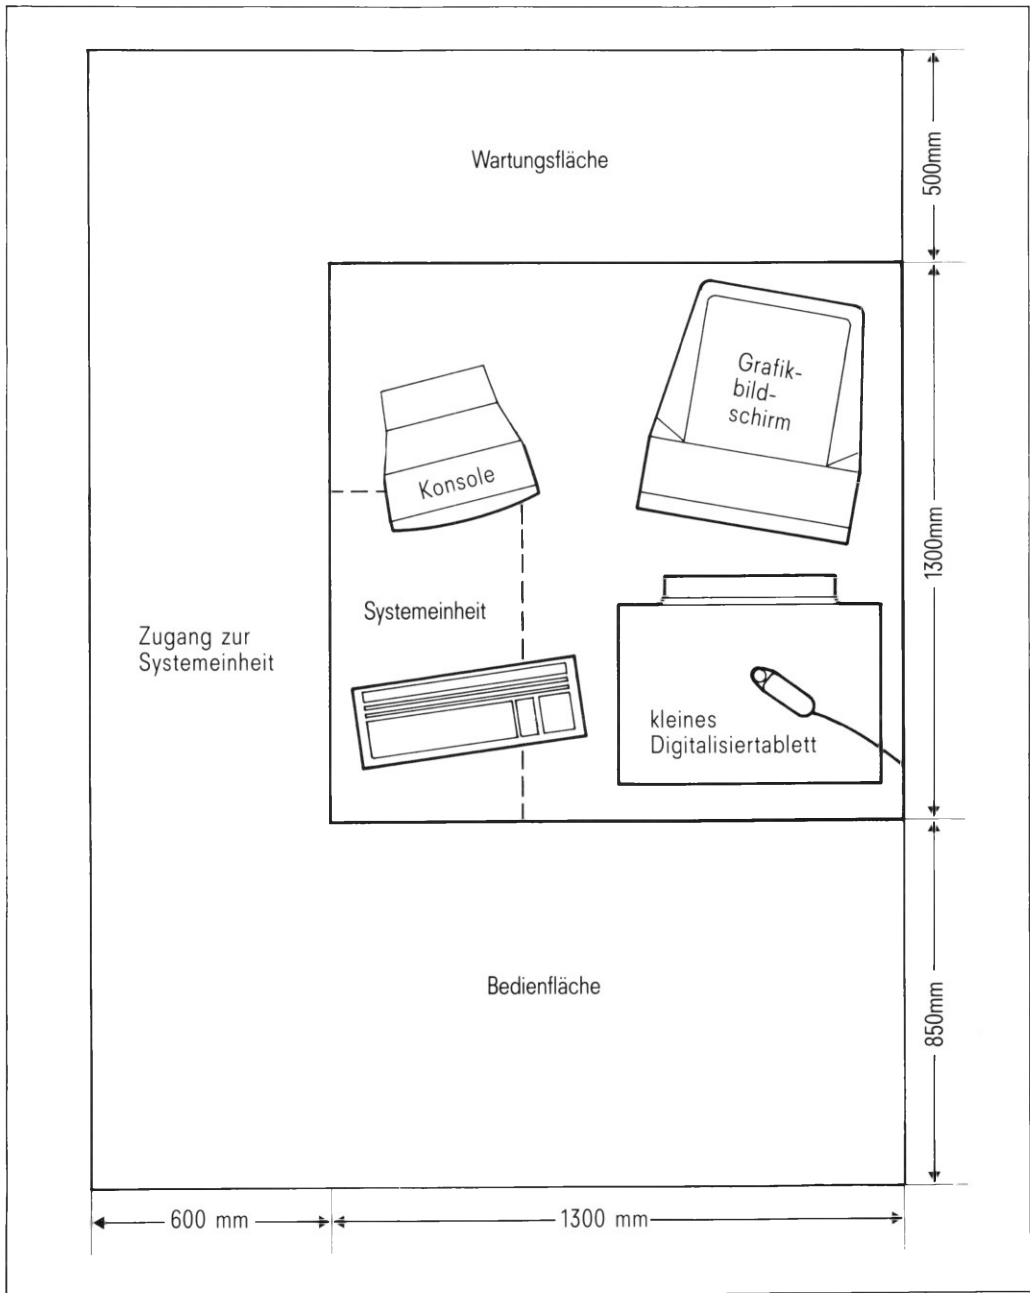 Wartungsfläche
500mm
Grafik-
bild-
schirm
Konsole
1300mm
Systemeinheit
Zugang zur
Systemeinheit
kleines
Digitalisiertablett
Bedienfläche
850mm
600 mm
1300 mm